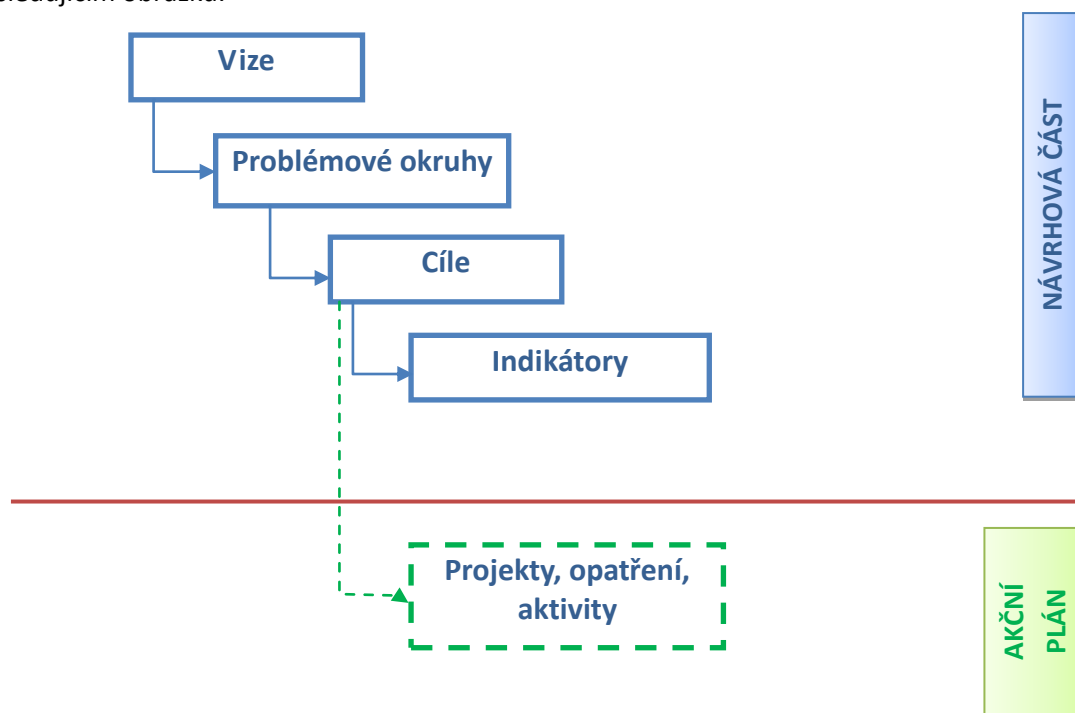 Vize
Problémové okruhy
Cíle
Indikátory
NÁVRHOVÁ ČÁST
Projekty, opatření,
aktivity
AKČNÍ
PLÁN